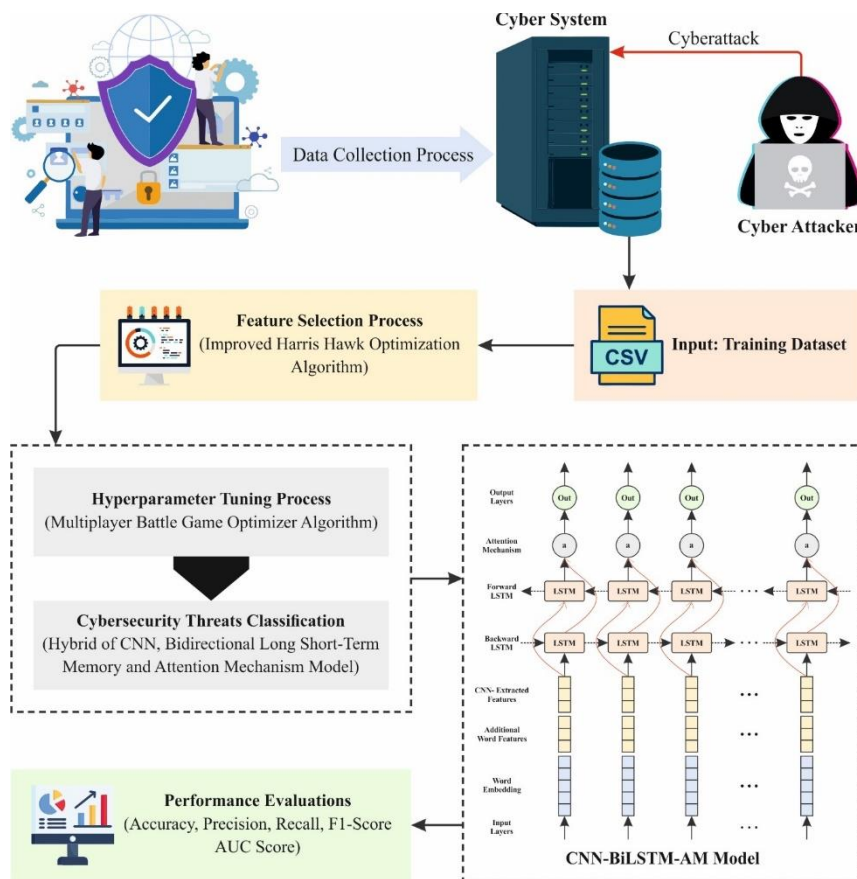 Cyber System
Cyberattack
Data Collection Process
Cyber Attacker
Feature Selection Process
(Improved Harris Hawk Optimization
Algorithm)
CSV
Input: Training Dataset
Hyperparameter Tuning Process
(Multiplayer Battle Game Optimizer Algorithm)
Cybersecurity Threats Classification
(Hybrid of CNN, Bidirectional Long Short-Term
Memory and Attention Mechanism Model)
Output
Layers
Out Out Out Out
Attention
Mechanism
a a a a
Forward
LSTM
LSTM LSTM LSTM ... LSTM
Backward
LSTM
LSTM LSTM LSTM ... LSTM
CNN- Extracted
Features
...
Additional
Word Features
...
Word
Embedding
...
Input
Layers
...
CNN-BiLSTM-AM Model
Performance Evaluations
(Accuracy, Precision, Recall, F1-Score
AUC Score)